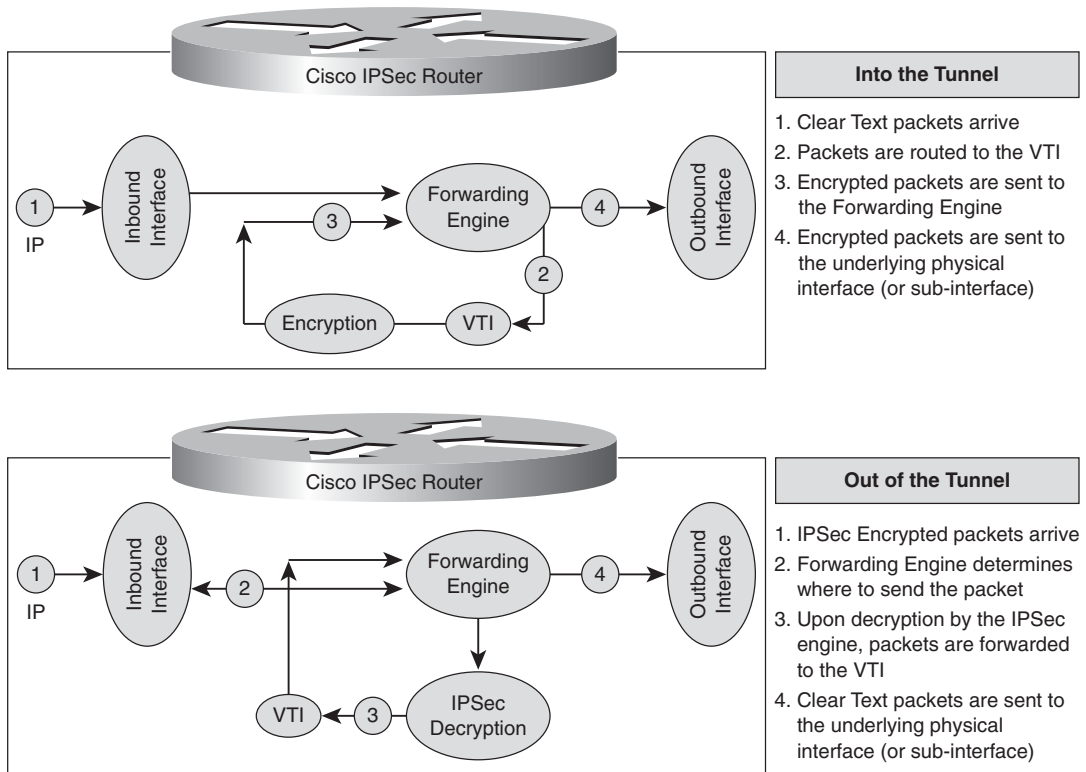 Cisco IPSec Router
1
IP
Inbound
Interface
3
Forwarding
Engine
4
Outbound
Interface
2
Encryption
VTI
Into the Tunnel
1. Clear Text packets arrive
2. Packets are routed to the VTI
3. Encrypted packets are sent to
the Forwarding Engine
4. Encrypted packets are sent to
the underlying physical
interface (or sub-interface)
Cisco IPSec Router
1
IP
Inbound
Interface
2
Forwarding
Engine
4
Outbound
Interface
VTI
3
IPSec
Decryption
Out of the Tunnel
1. IPSec Encrypted packets arrive
2. Forwarding Engine determines
where to send the packet
3. Upon decryption by the IPSec
engine, packets are forwarded
to the VTI
4. Clear Text packets are sent to
the underlying physical
interface (or sub-interface)